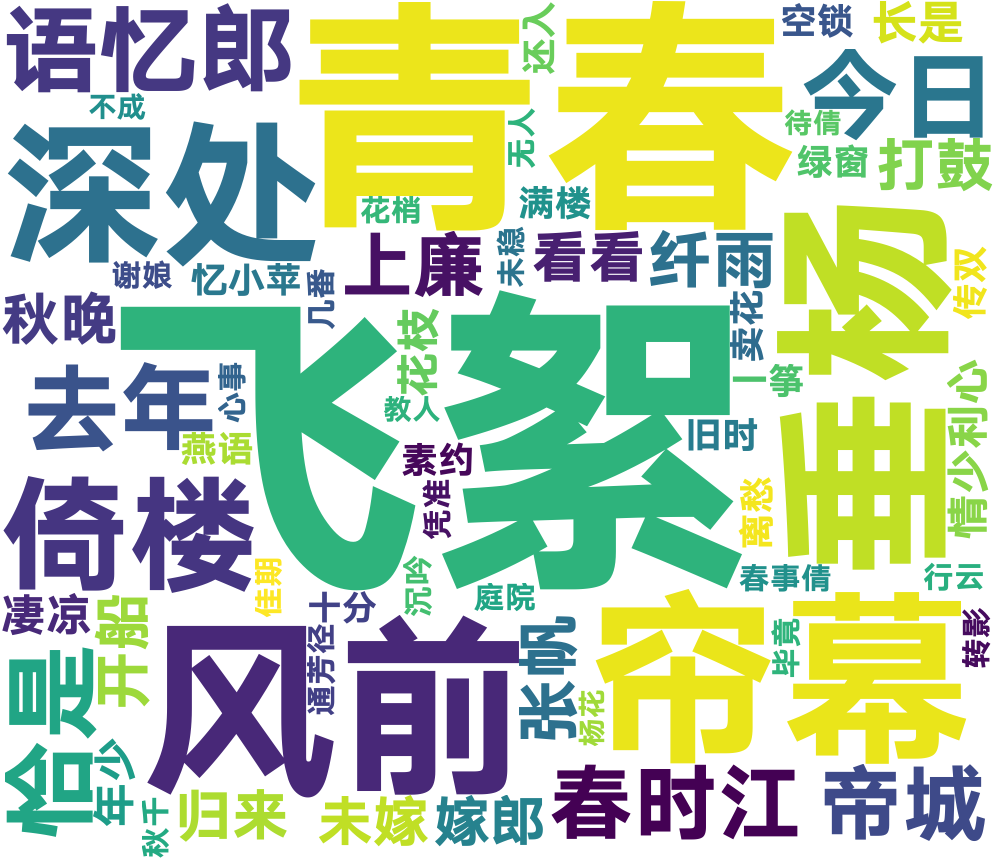 语忆郎
青春
还入
空锁
长是
今日
不成
深处
无人
待倩
绿窗
打鼓
花梢
满楼
谢娘
忆小苹
几番
上廉
未稳
看看
纤雨
杨
垂
传双
秋晚
飞絮
花枝
卖花
一筝
去年
心事
教人
旧时
燕语
素约
情少利心
倚楼
凭准
离愁
佳期
沉吟
庭院
春事倩
行云
凄凉
开船
十分
通芳径
风前
张帆
帘幕
毕竟
转影
恰是
杨花
年少
秋千
归来
未嫁
嫁郎
春时江
帝城